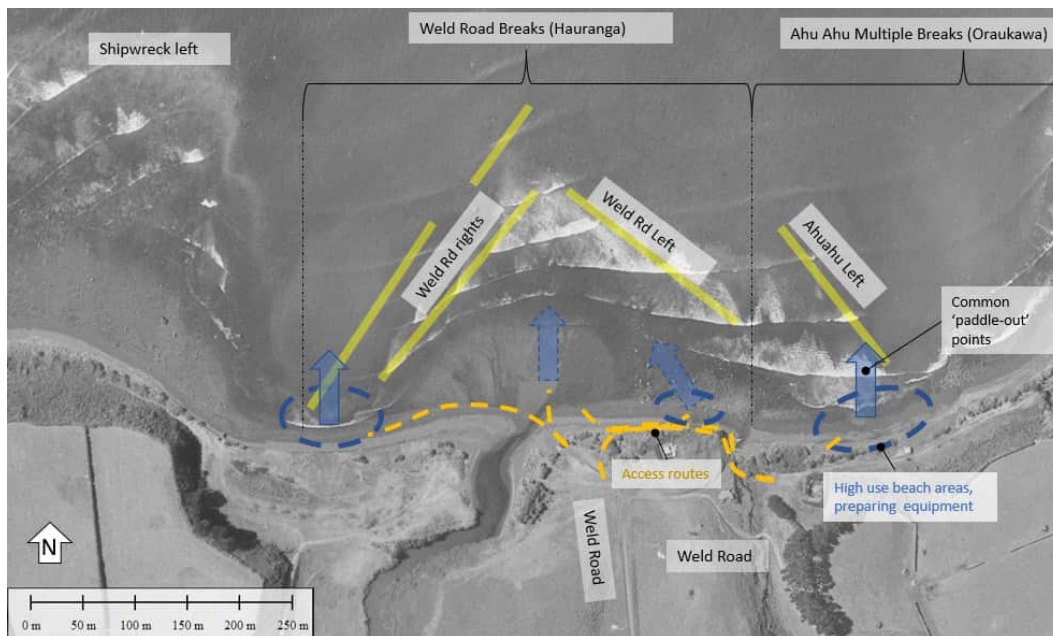 Weld Road Breaks (Hauranga)
Ahu Ahu Multiple Breaks (Oraukawa)
Shipwreck left
Weld Rd rights
Weld Rd Left
Ahuahu Left
Common
‘paddle-out’
points
Access routes
High use beach areas,
preparing equipment
Weld Road
Weld Road
N
0 m
50 m
100 m
150 m
200 m
250 m